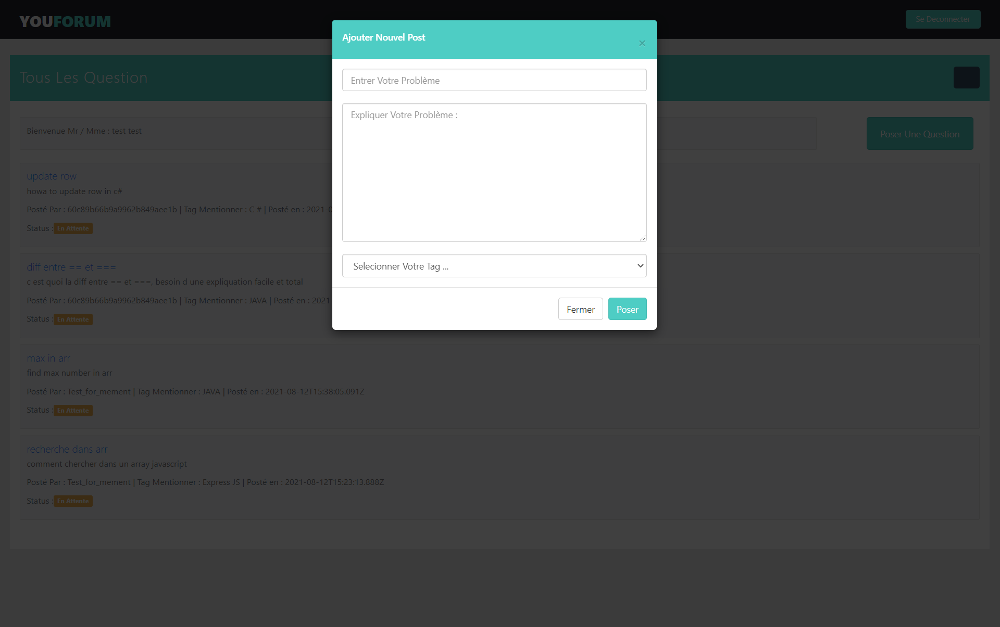 YOUFORUM
Se Deconnecter
Ajouter Nouvel Post
×
Tous Les Question
Entrer Votre Problème
Expliquer Votre Problème :
Bienvenue Mr / Mme : test test
Poser Une Question
update row
howa to update row in c#
Posté Par : 60c89b66b9a9962b849aee1b | Tag Mentionner : C # | Posté en : 2021-0
Status : En Attente
diff entre == et ===
c est quoi la diff entre == et ===, besoin d une expliquation facile et total
Posté Par : 60c89b66b9a9962b849aee1b | Tag Mentionner : JAVA | Posté en : 2021-
Status : En Attente
Selecionner Votre Tag ...
Fermer
Poser
max in arr
find max number in arr
Posté Par : Test_for_mement | Tag Mentionner : JAVA | Posté en : 2021-08-12T15:38:05.091Z
Status : En Attente
recherche dans arr
comment chercher dans un array javascript
Posté Par : Test_for_mement | Tag Mentionner : Express JS | Posté en : 2021-08-12T15:23:13.888Z
Status : En Attente